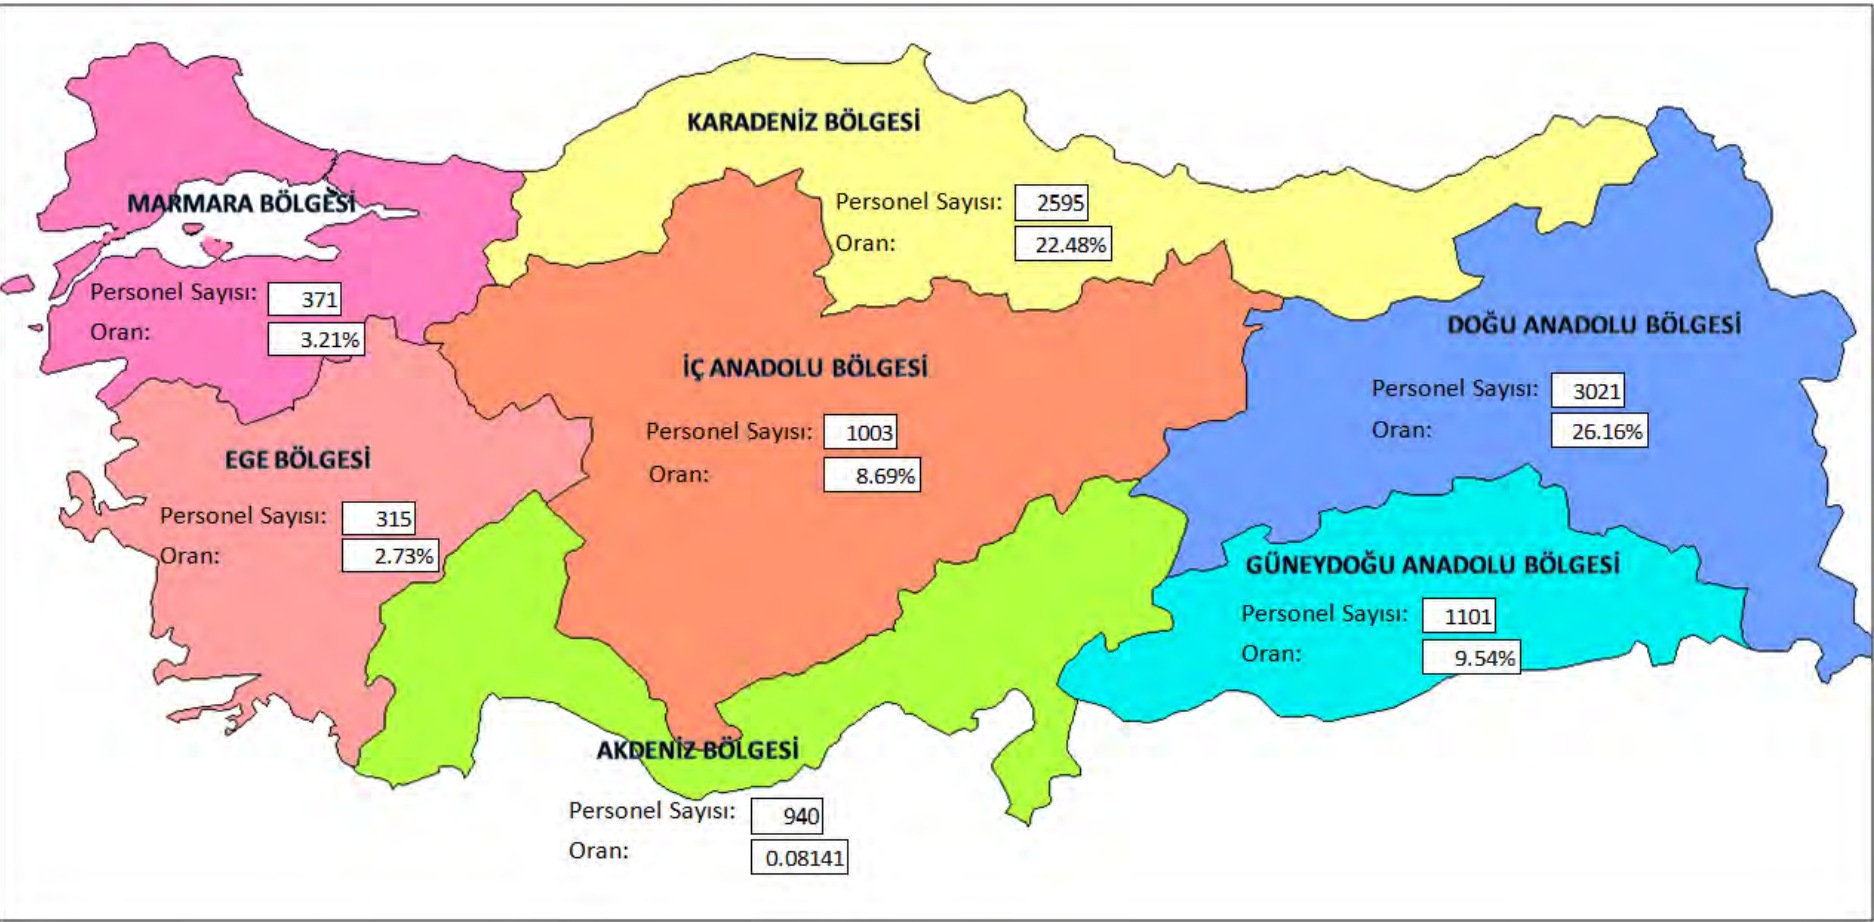 KARADENİZ BÖLGESİ
Personel Sayısı: 2595
Oran: 22.48%
MARMARA BÖLGESİ
Personel Sayısı: 371
Oran: 3.21%
DOĞU ANADOLU BÖLGESİ
Personel Sayısı: 3021
Oran: 26.16%
İÇ ANADOLU BÖLGESİ
Personel Sayısı: 1003
Oran: 8.69%
EGE BÖLGESİ
Personel Sayısı: 315
Oran: 2.73%
GÜNEYDOĞU ANADOLU BÖLGESİ
Personel Sayısı: 1101
Oran: 9.54%
AKDENİZ BÖLGESİ
Personel Sayısı: 940
Oran: 0.08141